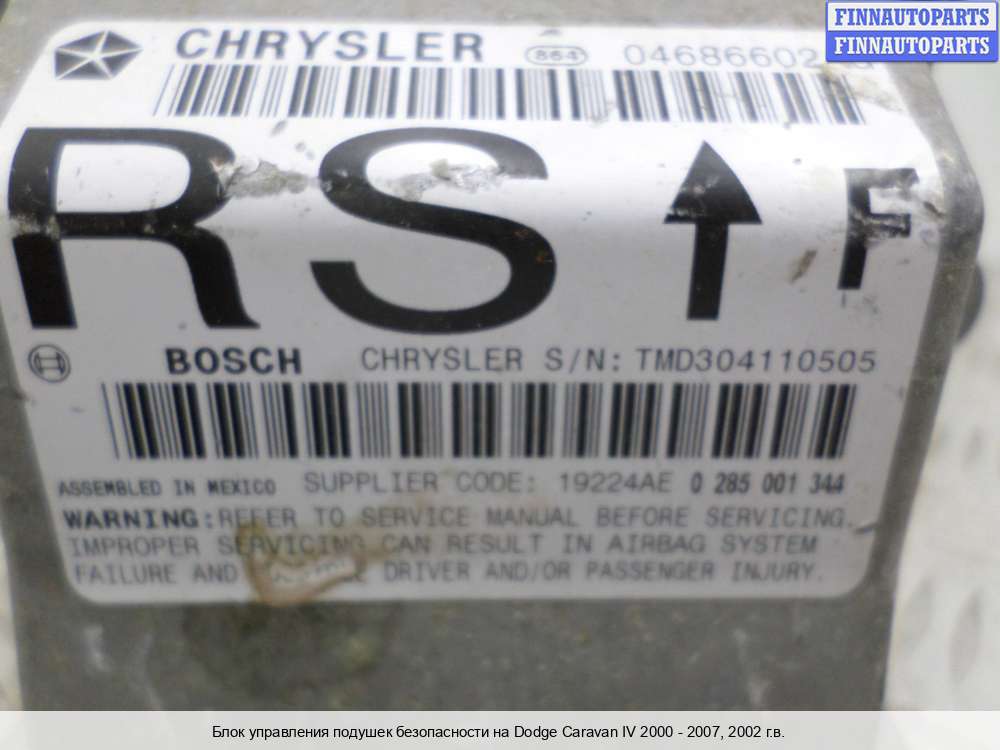 FINNAUTOPARTS
FINNAUTOPARTS
CHRYSLER 864
RS F
BOSCH CHRYSLER S/N: TMD304110505
ASSEMBLED IN MEXICO SUPPLIER CODE: 19224AE 0 285 001 344
WARNING: REFER TO SERVICE MANUAL BEFORE SERVICING.
IMPROPER SERVICING CAN RESULT IN AIRBAG SYSTEM
FAILURE AND DRIVER AND/OR PASSENGER INJURY.
Блок управления подушек безопасности на Dodge Caravan IV 2000 - 2007, 2002 г.в.